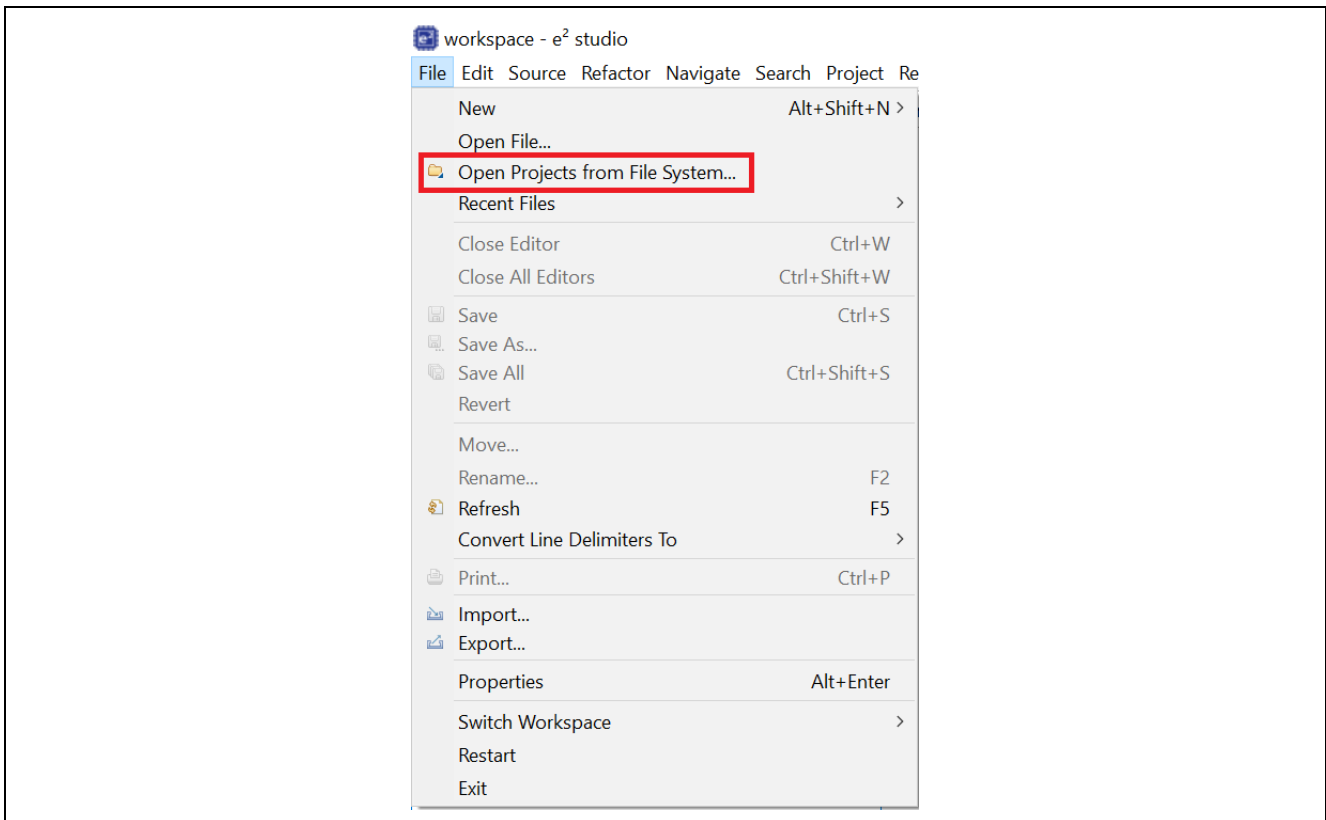 workspace - e² studio
File Edit Source Refactor Navigate Search Project Re
New Alt+Shift+N >
Open File...
Open Projects from File System...
Recent Files >
Close Editor Ctrl+W
Close All Editors Ctrl+Shift+W
Save Ctrl+S
Save As...
Save All Ctrl+Shift+S
Revert
Move...
Rename... F2
Refresh F5
Convert Line Delimiters To >
Print... Ctrl+P
Import...
Export...
Properties Alt+Enter
Switch Workspace >
Restart
Exit